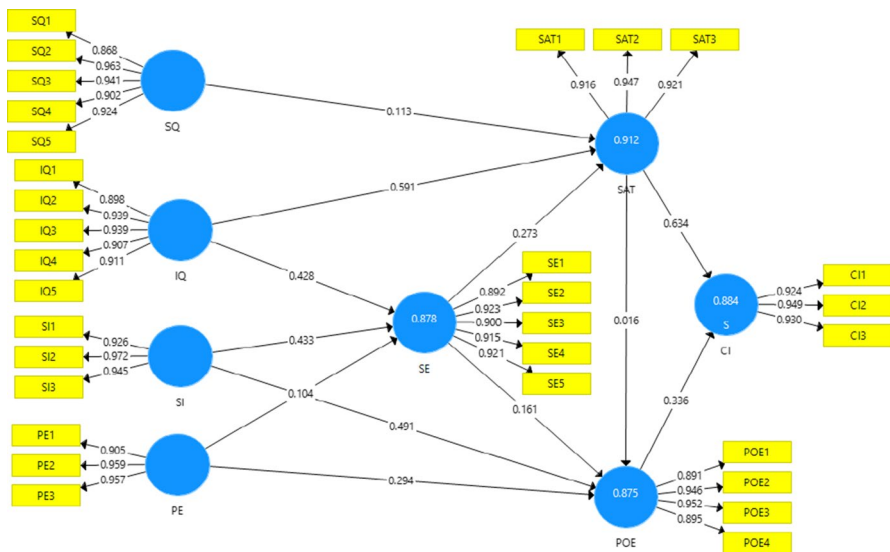 SQ1
SQ2
SQ3
SQ4
SQ5
0.868
0.963
0.941
0.902
0.924
SQ
0.113
IQ1
IQ2
IQ3
IQ4
IQ5
0.898
0.939
0.939
0.907
0.911
IQ
0.591
0.428
SI1
SI2
SI3
0.926
0.972
0.945
SI
0.433
0.491
PE1
PE2
PE3
0.905
0.959
0.957
PE
0.104
0.294
0.878
SE
0.273
0.161
SE1
SE2
SE3
SE4
SE5
0.892
0.923
0.900
0.915
0.921
SAT1
SAT2
SAT3
0.916
0.947
0.921
0.912
SAT
0.634
0.016
0.884
S
CI
CI1
CI2
CI3
0.924
0.949
0.930
0.336
0.875
POE
POE1
POE2
POE3
POE4
0.891
0.946
0.952
0.895